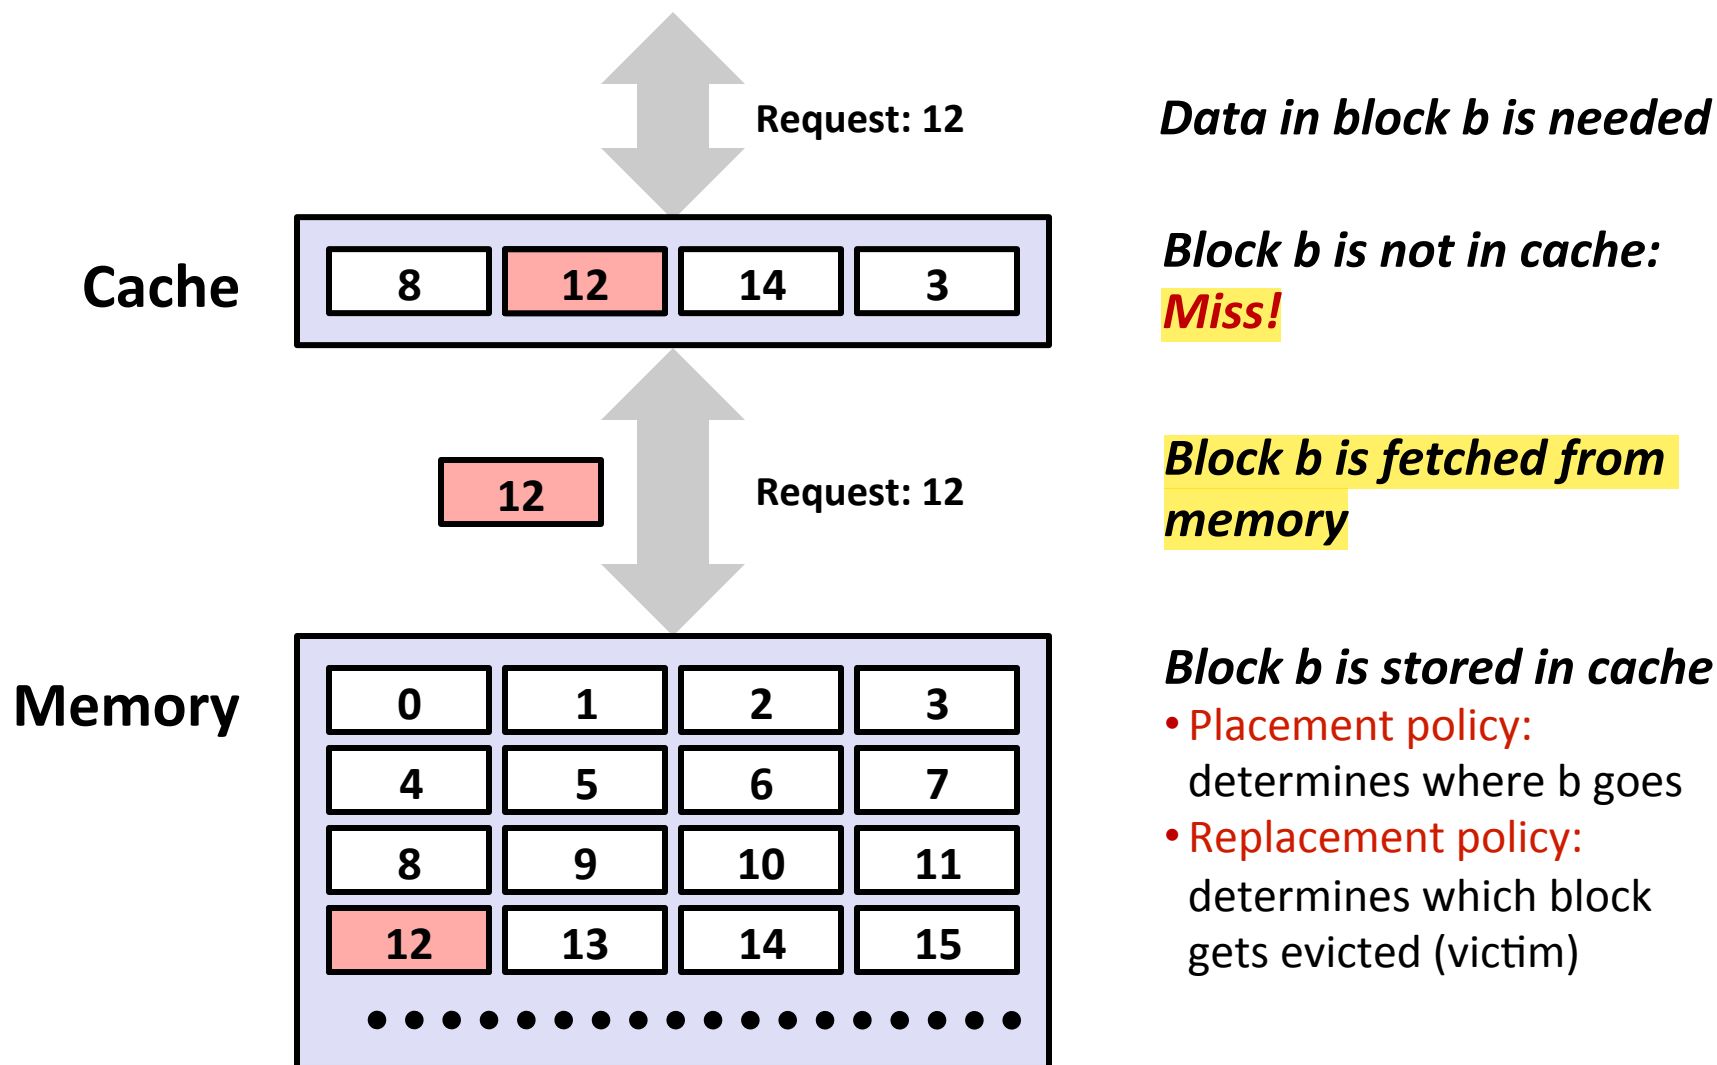 Request: 12
Data in block b is needed
Cache
8 12 14 3
Block b is not in cache:
Miss!
12
Request: 12
Block b is fetched from
memory
Memory
0 1 2 3
4 5 6 7
8 9 10 11
12 13 14 15
Block b is stored in cache
• Placement policy:
determines where b goes
• Replacement policy:
determines which block
gets evicted (victim)